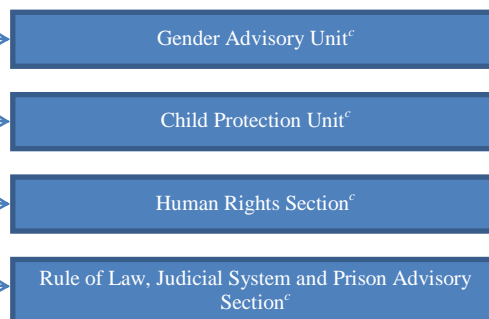 Gender Advisory Unitᶜ
Child Protection Unitᶜ
Human Rights Sectionᶜ
Rule of Law, Judicial System and Prison Advisory
Sectionᶜ